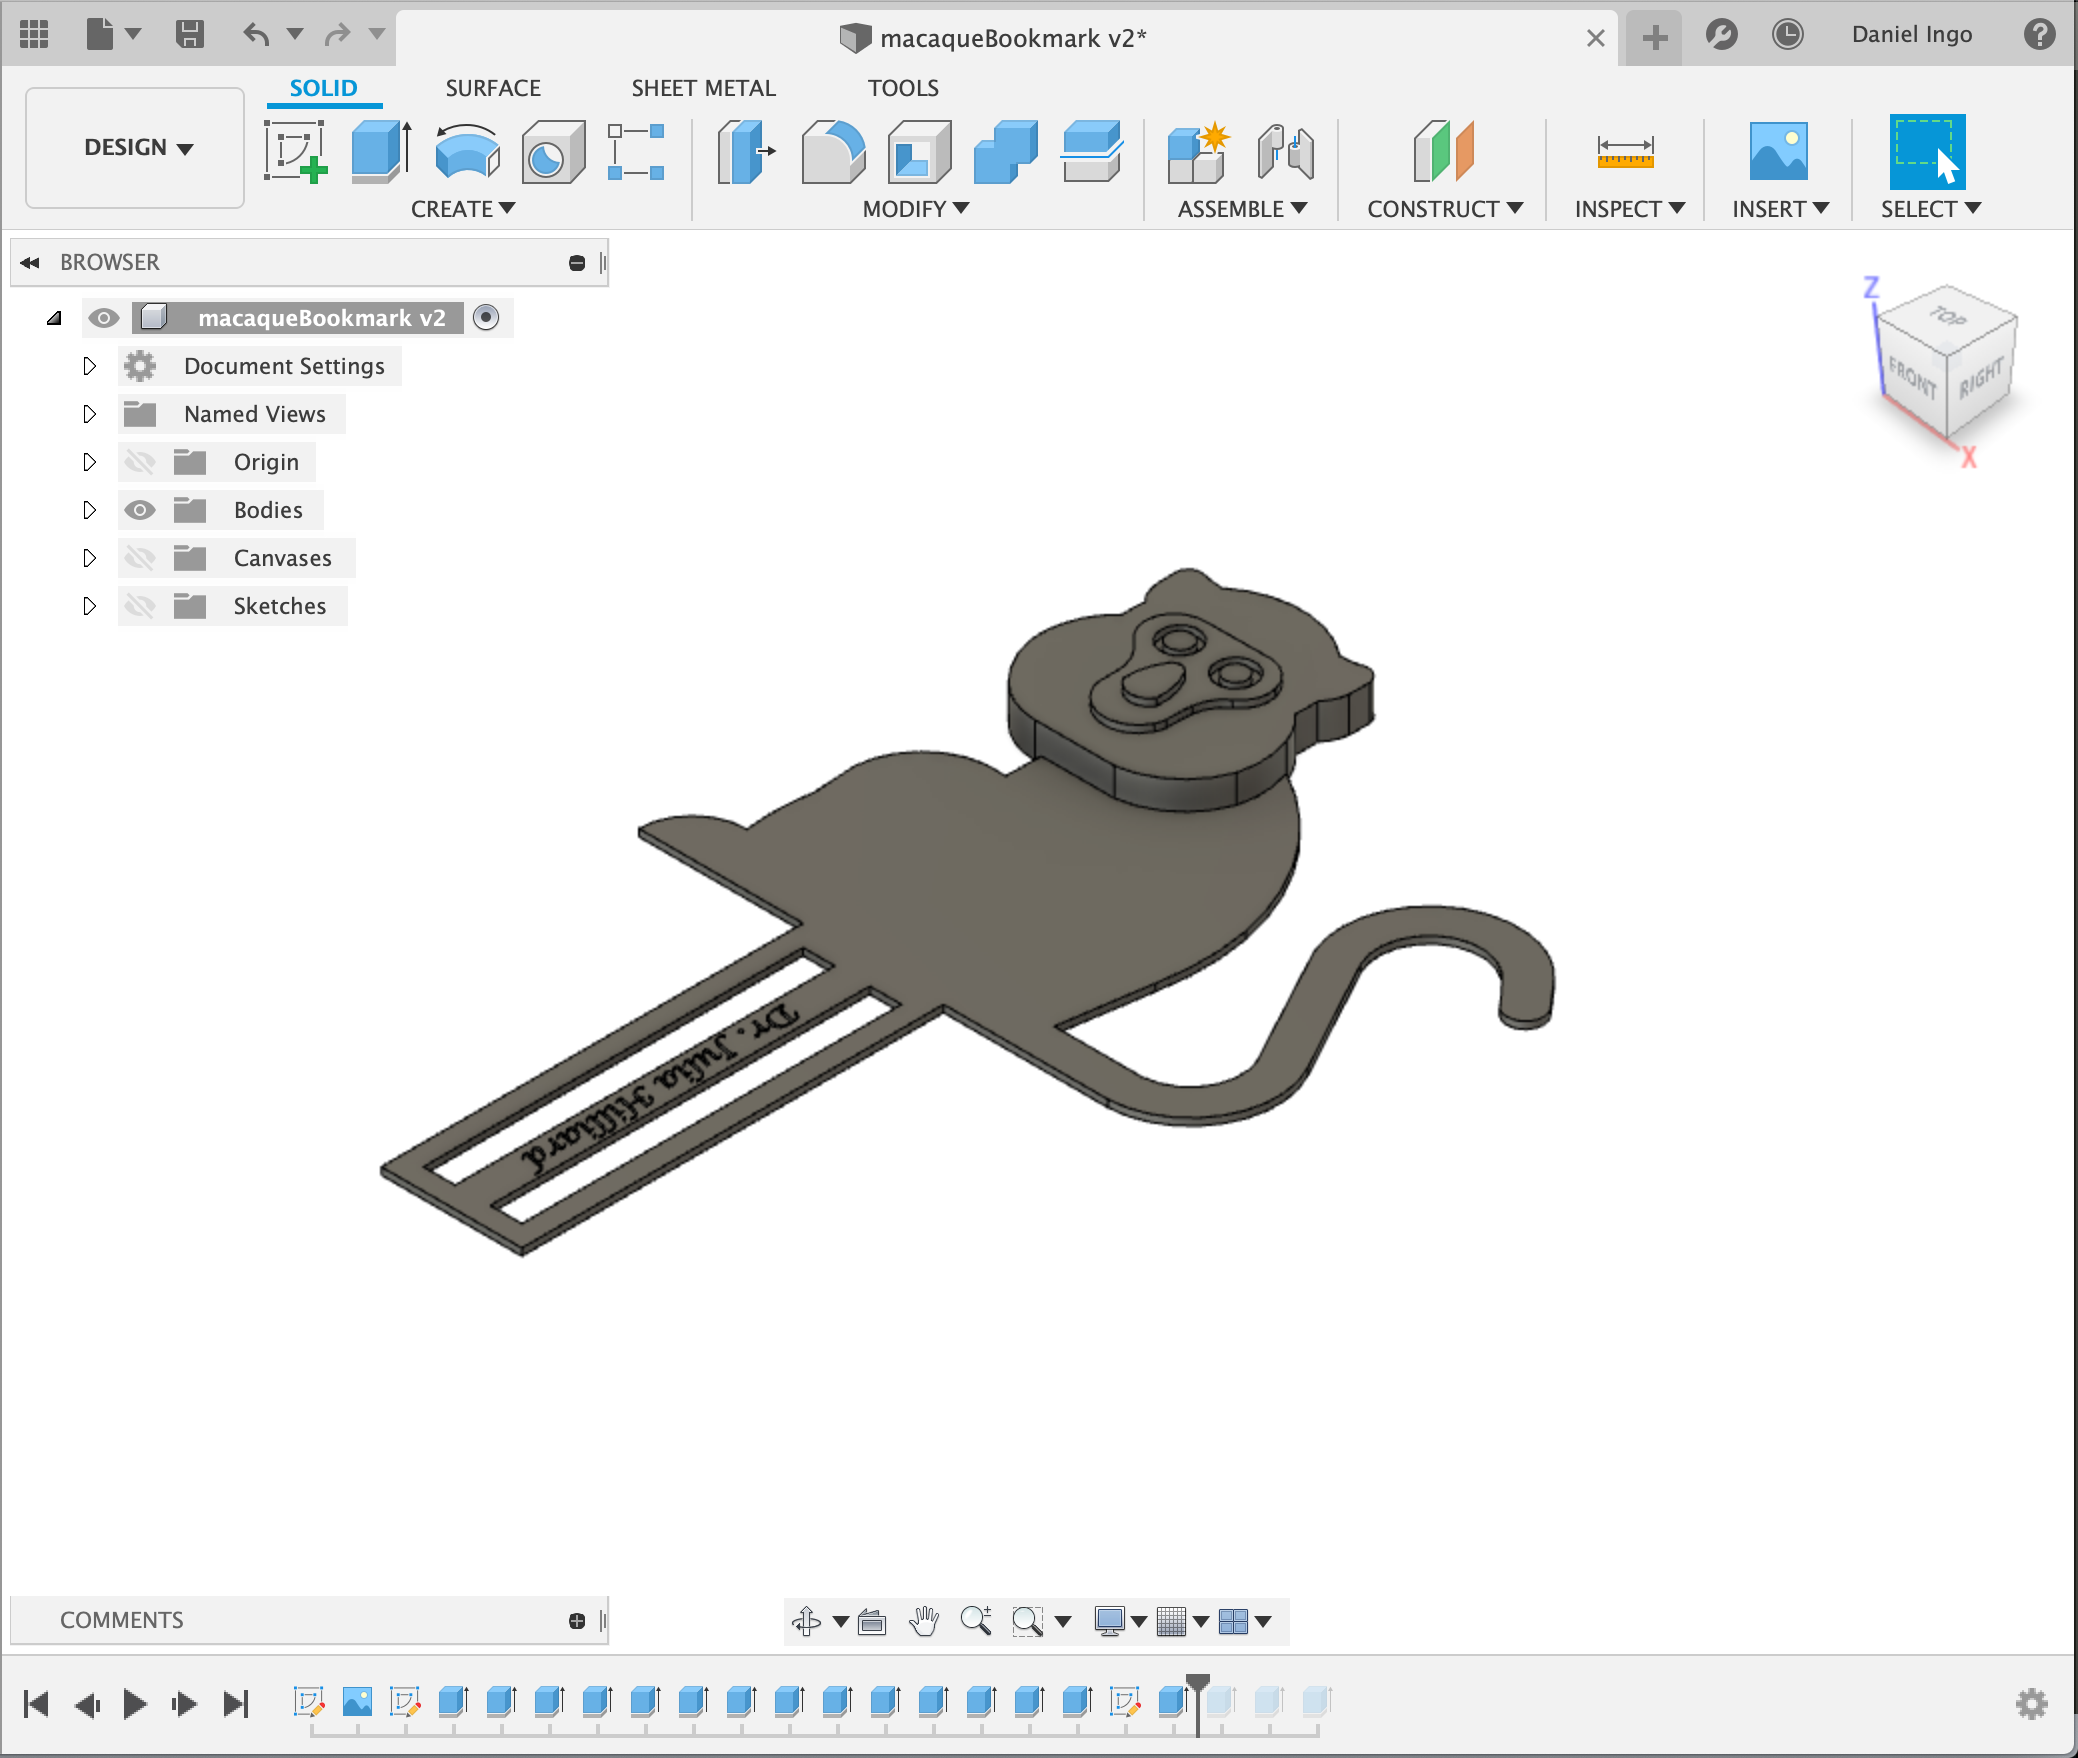 macaqueBookmark v2*
Daniel Ingo
DESIGN
SOLID
SURFACE
SHEET METAL
TOOLS
CREATE
MODIFY
ASSEMBLE
CONSTRUCT
INSPECT
INSERT
SELECT
BROWSER
macaqueBookmark v2
Document Settings
Named Views
Origin
Bodies
Canvases
Sketches
Z
TOP
FRONT
RIGHT
X
Dr. Julia Hilliard
COMMENTS